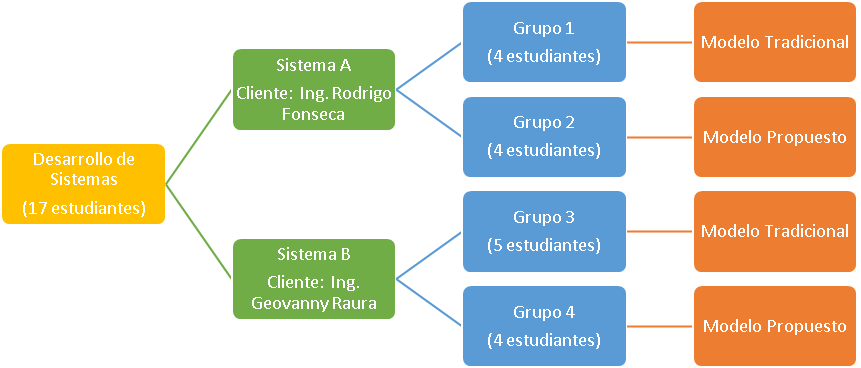 Desarrollo de
Sistemas
(17 estudiantes)
Sistema A
Cliente: Ing. Rodrigo
Fonseca
Sistema B
Cliente: Ing.
Geovanny Raura
Grupo 1
(4 estudiantes)
Modelo Tradicional
Grupo 2
(4 estudiantes)
Modelo Propuesto
Grupo 3
(5 estudiantes)
Modelo Tradicional
Grupo 4
(4 estudiantes)
Modelo Propuesto